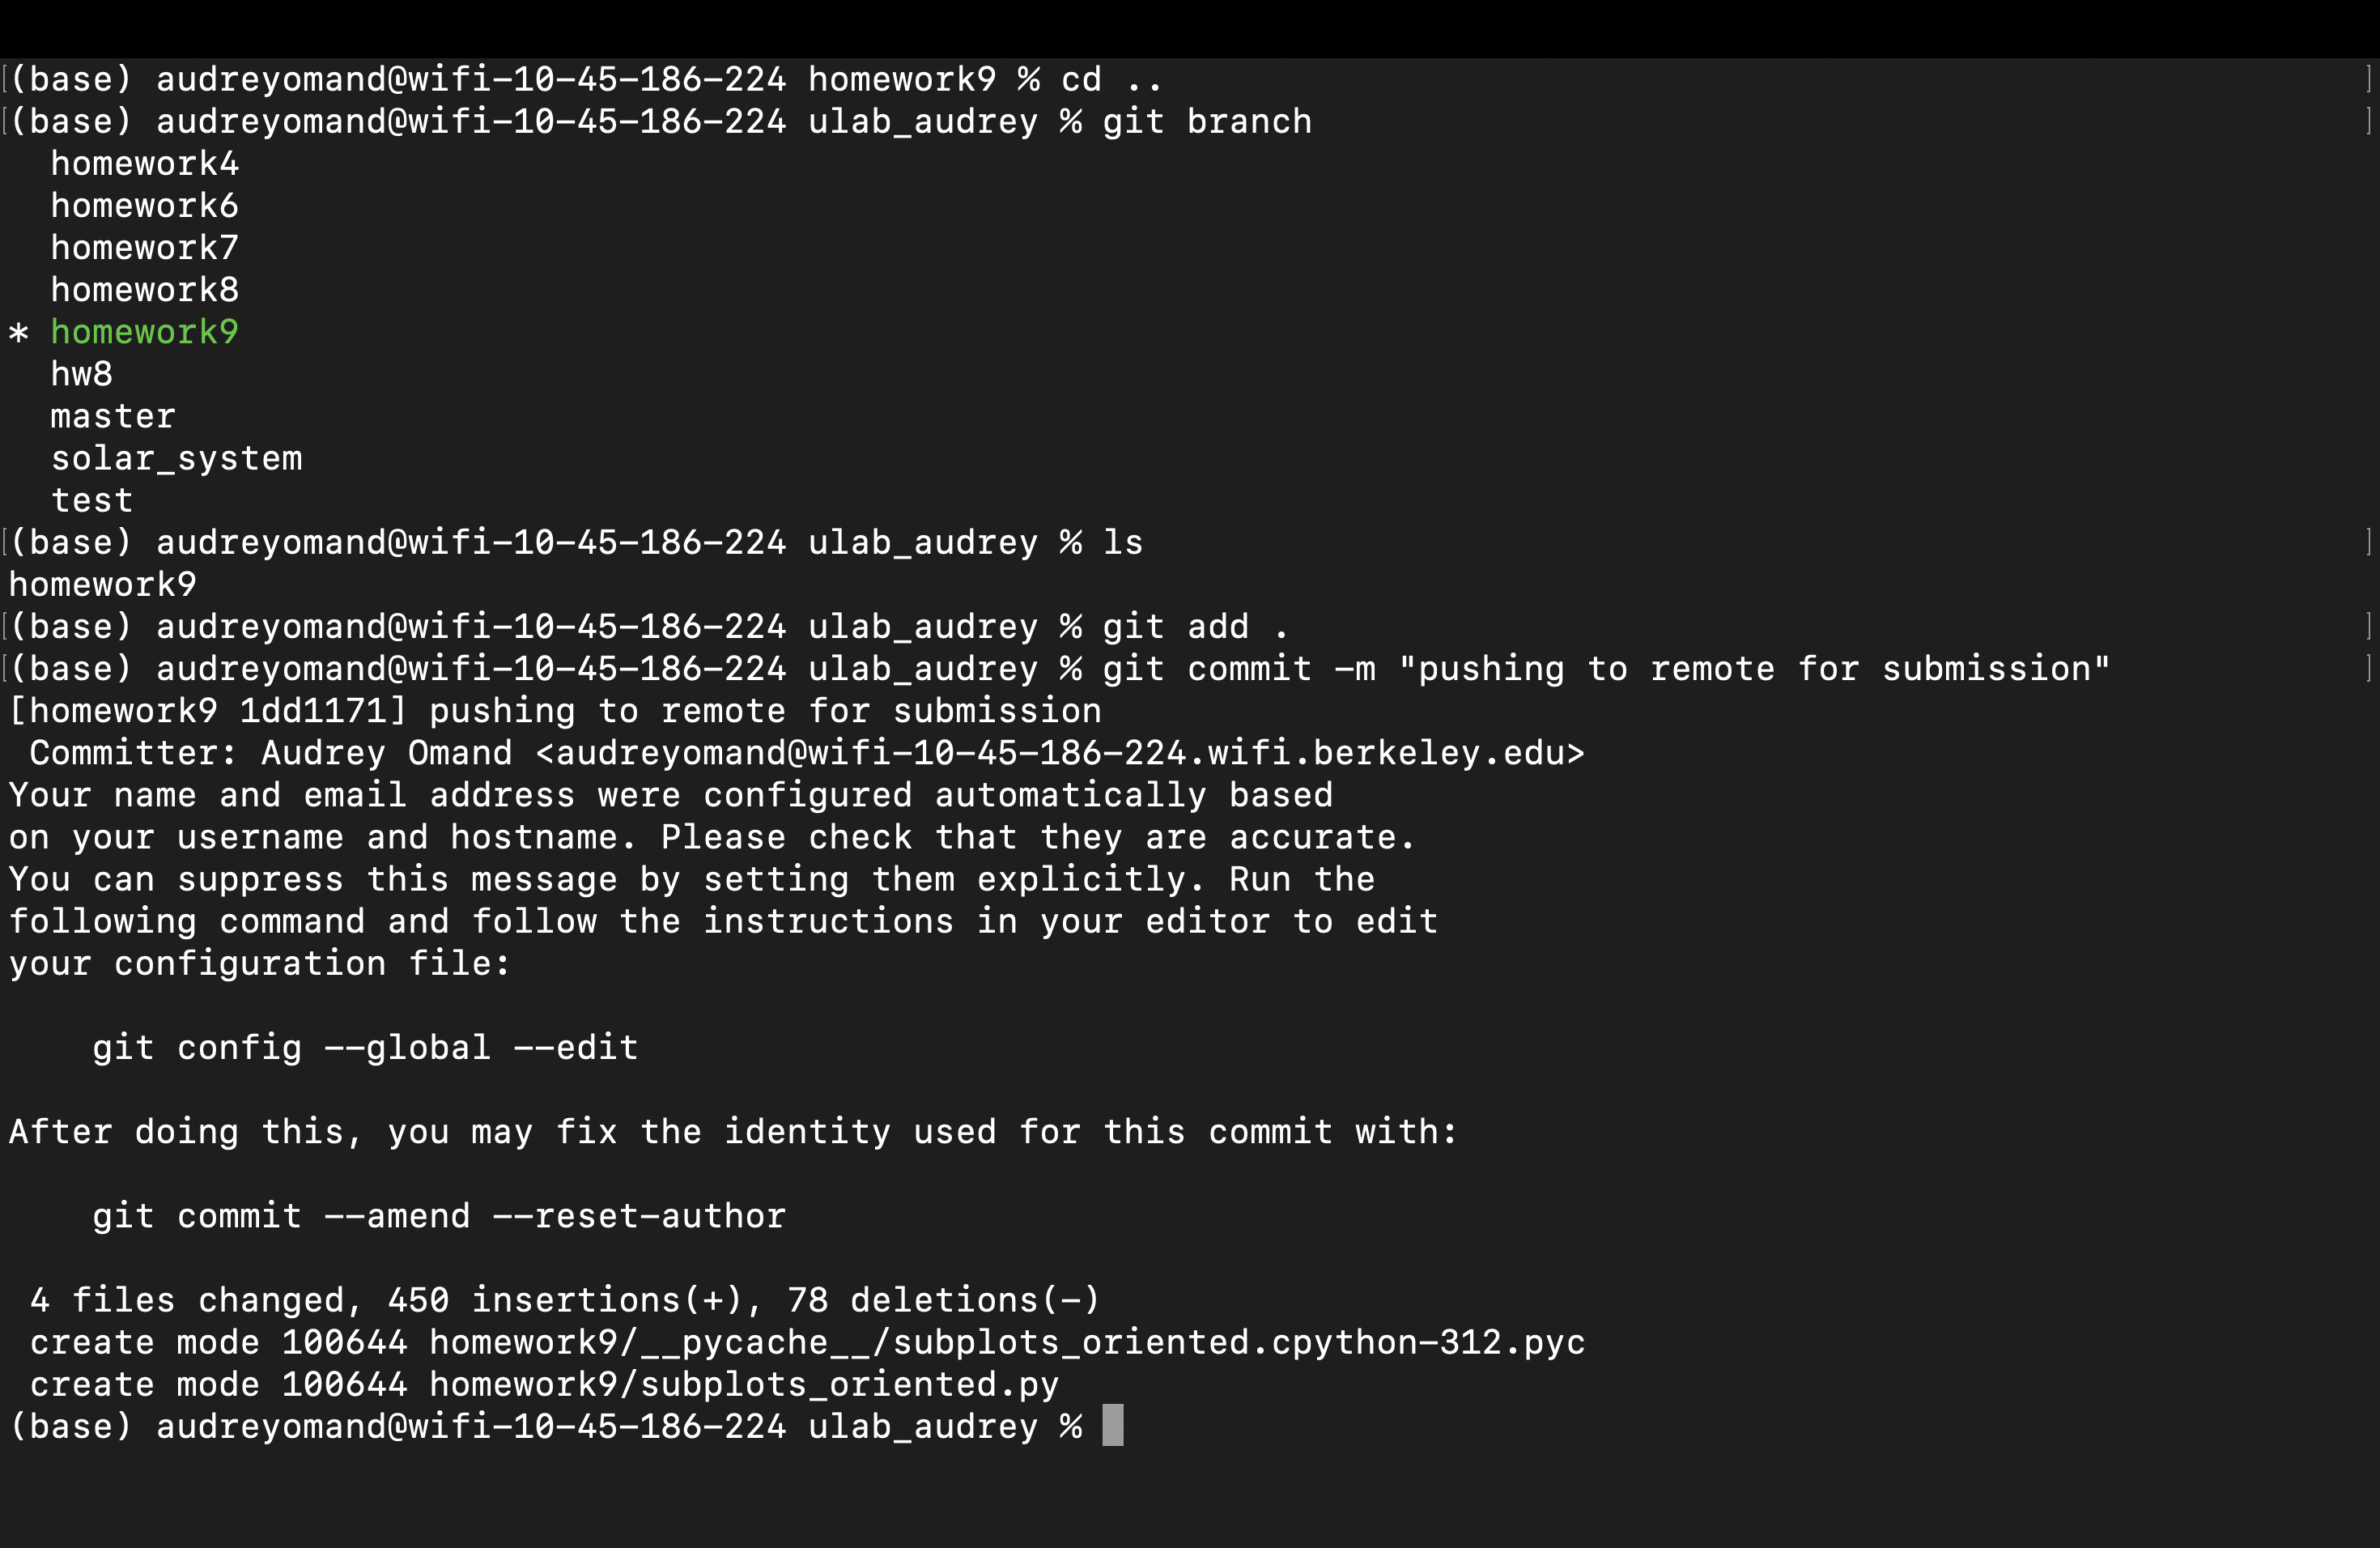 [(base) audreyomand@wifi-10-45-186-224 homework9 % cd ..]
[(base) audreyomand@wifi-10-45-186-224 ulab_audrey % git branch]
  homework4
  homework6
  homework7
  homework8
* homework9
  hw8
  master
  solar_system
  test
[(base) audreyomand@wifi-10-45-186-224 ulab_audrey % ls]
homework9
[(base) audreyomand@wifi-10-45-186-224 ulab_audrey % git add .]
[(base) audreyomand@wifi-10-45-186-224 ulab_audrey % git commit -m "pushing to remote for submission"]
[homework9 1dd1171] pushing to remote for submission
 Committer: Audrey Omand <audreyomand@wifi-10-45-186-224.wifi.berkeley.edu>
Your name and email address were configured automatically based
on your username and hostname. Please check that they are accurate.
You can suppress this message by setting them explicitly. Run the
following command and follow the instructions in your editor to edit
your configuration file:

    git config --global --edit

After doing this, you may fix the identity used for this commit with:

    git commit --amend --reset-author

 4 files changed, 450 insertions(+), 78 deletions(-)
 create mode 100644 homework9/__pycache__/subplots_oriented.cpython-312.pyc
 create mode 100644 homework9/subplots_oriented.py
(base) audreyomand@wifi-10-45-186-224 ulab_audrey %